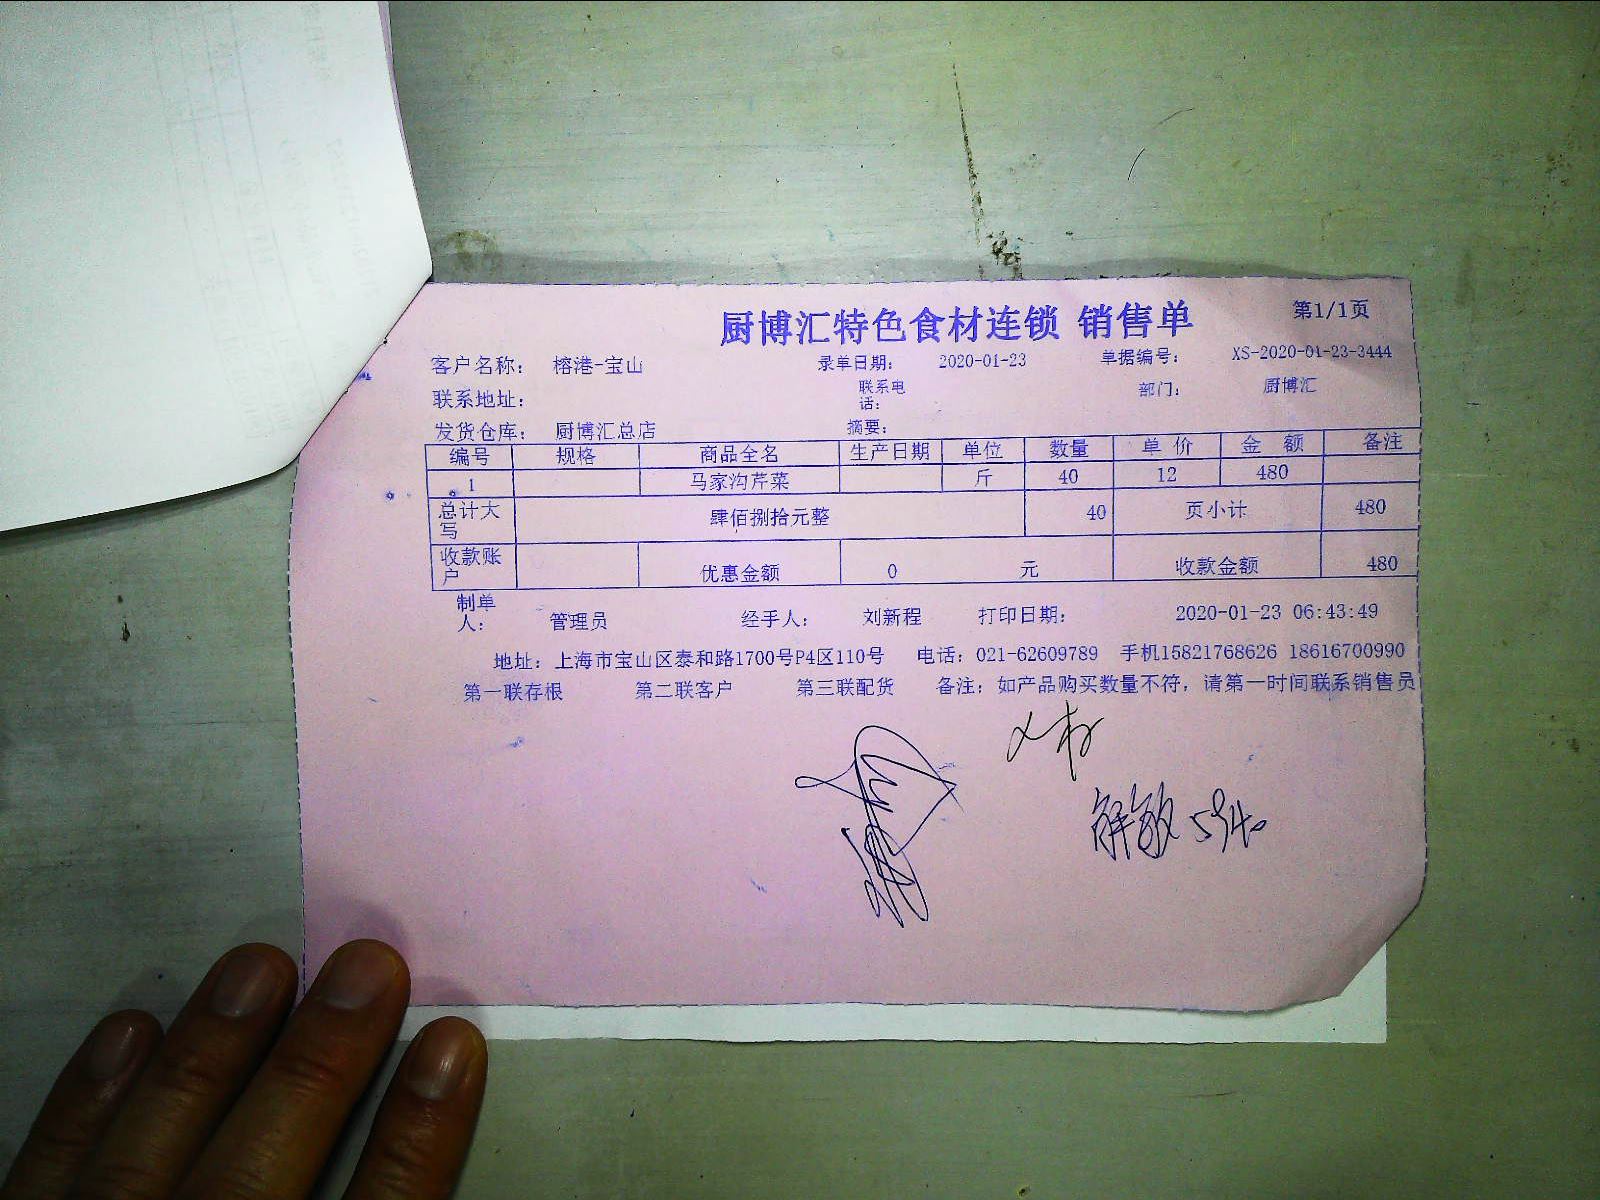 厨博汇特色食材连锁 销售单 第1/1页
客户名称： 榕港-宝山 录单日期： 2020-01-23 单据编号： XS-2020-01-23-3444
联系地址： 联系电话： 部门： 厨博汇
发货仓库： 厨博汇总店 摘要：
编号 规格 商品全名 生产日期 单位 数量 单 价 金 额 备注
1 马家沟芹菜 斤 40 12 480
总计大写 肆佰捌拾元整 40 页小计 480
收款账户 优惠金额 0 元 收款金额 480
制单人： 管理员 经手人： 刘新程 打印日期： 2020-01-23 06:43:49
地址：上海市宝山区泰和路1700号P4区110号 电话：021-62609789 手机15821768626 18616700990
第一联存根 第二联客户 第三联配货 备注：如产品购买数量不符，请第一时间联系销售员
解敏